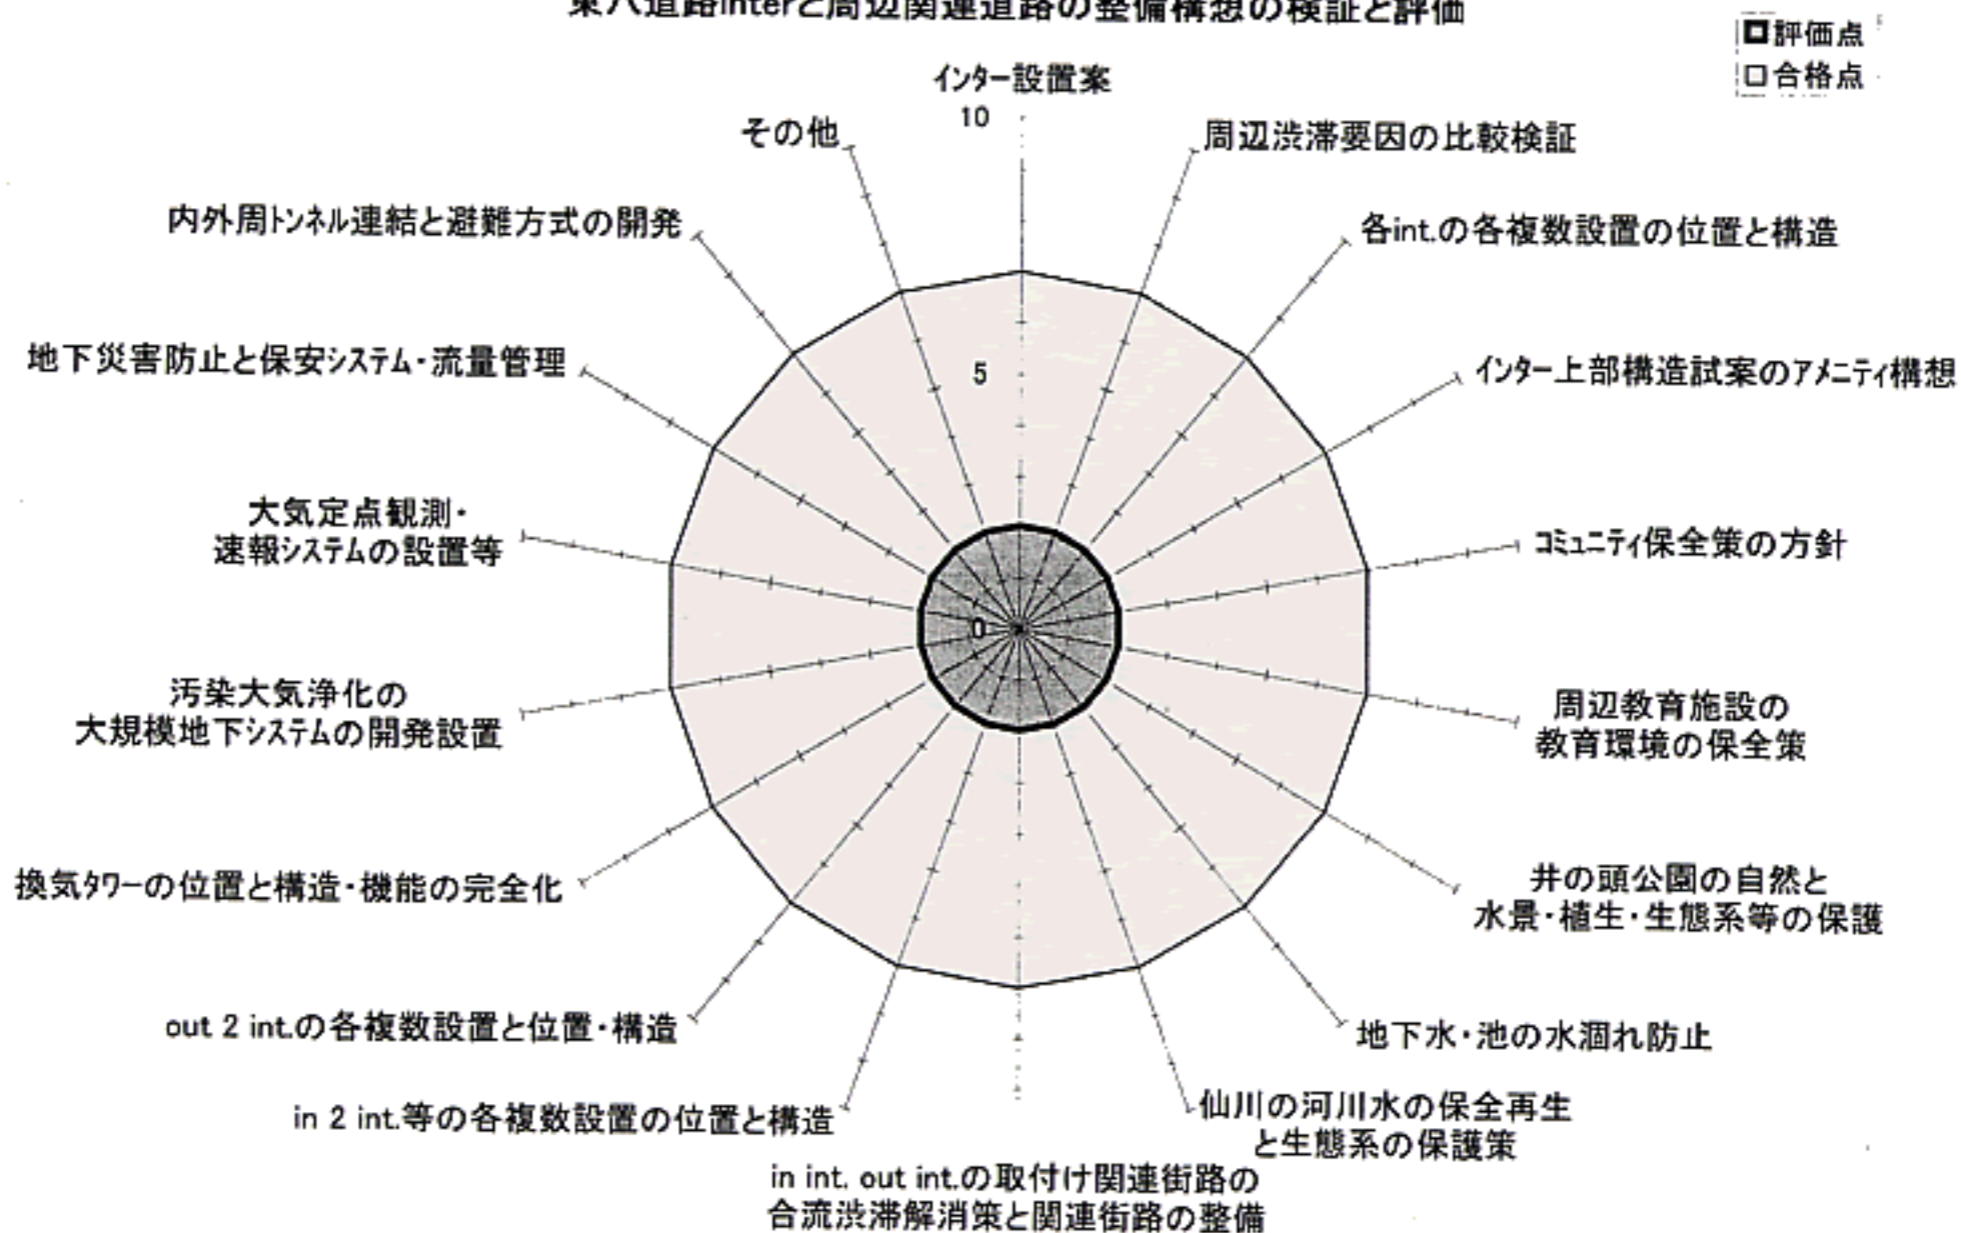 東八道路interと周辺関連道路の整備構想の検証と評価
評価点
合格点
インター設置案
10
5
0
周辺渋滞要因の比較検証
各int.の各複数設置の位置と構造
インター上部構造試案のアメニティ構想
コミュニティ保全策の方針
周辺教育施設の
教育環境の保全策
井の頭公園の自然と
水景・植生・生態系等の保護
地下水・池の水涸れ防止
仙川の河川水の保全再生
と生態系の保護策
in int. out int.の取付け関連街路の
合流渋滞解消策と関連街路の整備
in 2 int.等の各複数設置の位置と構造
out 2 int.の各複数設置と位置・構造
換気タワーの位置と構造・機能の完全化
汚染大気浄化の
大規模地下システムの開発設置
大気定点観測・
速報システムの設置等
地下災害防止と保安システム・流量管理
内外周トンネル連結と避難方式の開発
その他